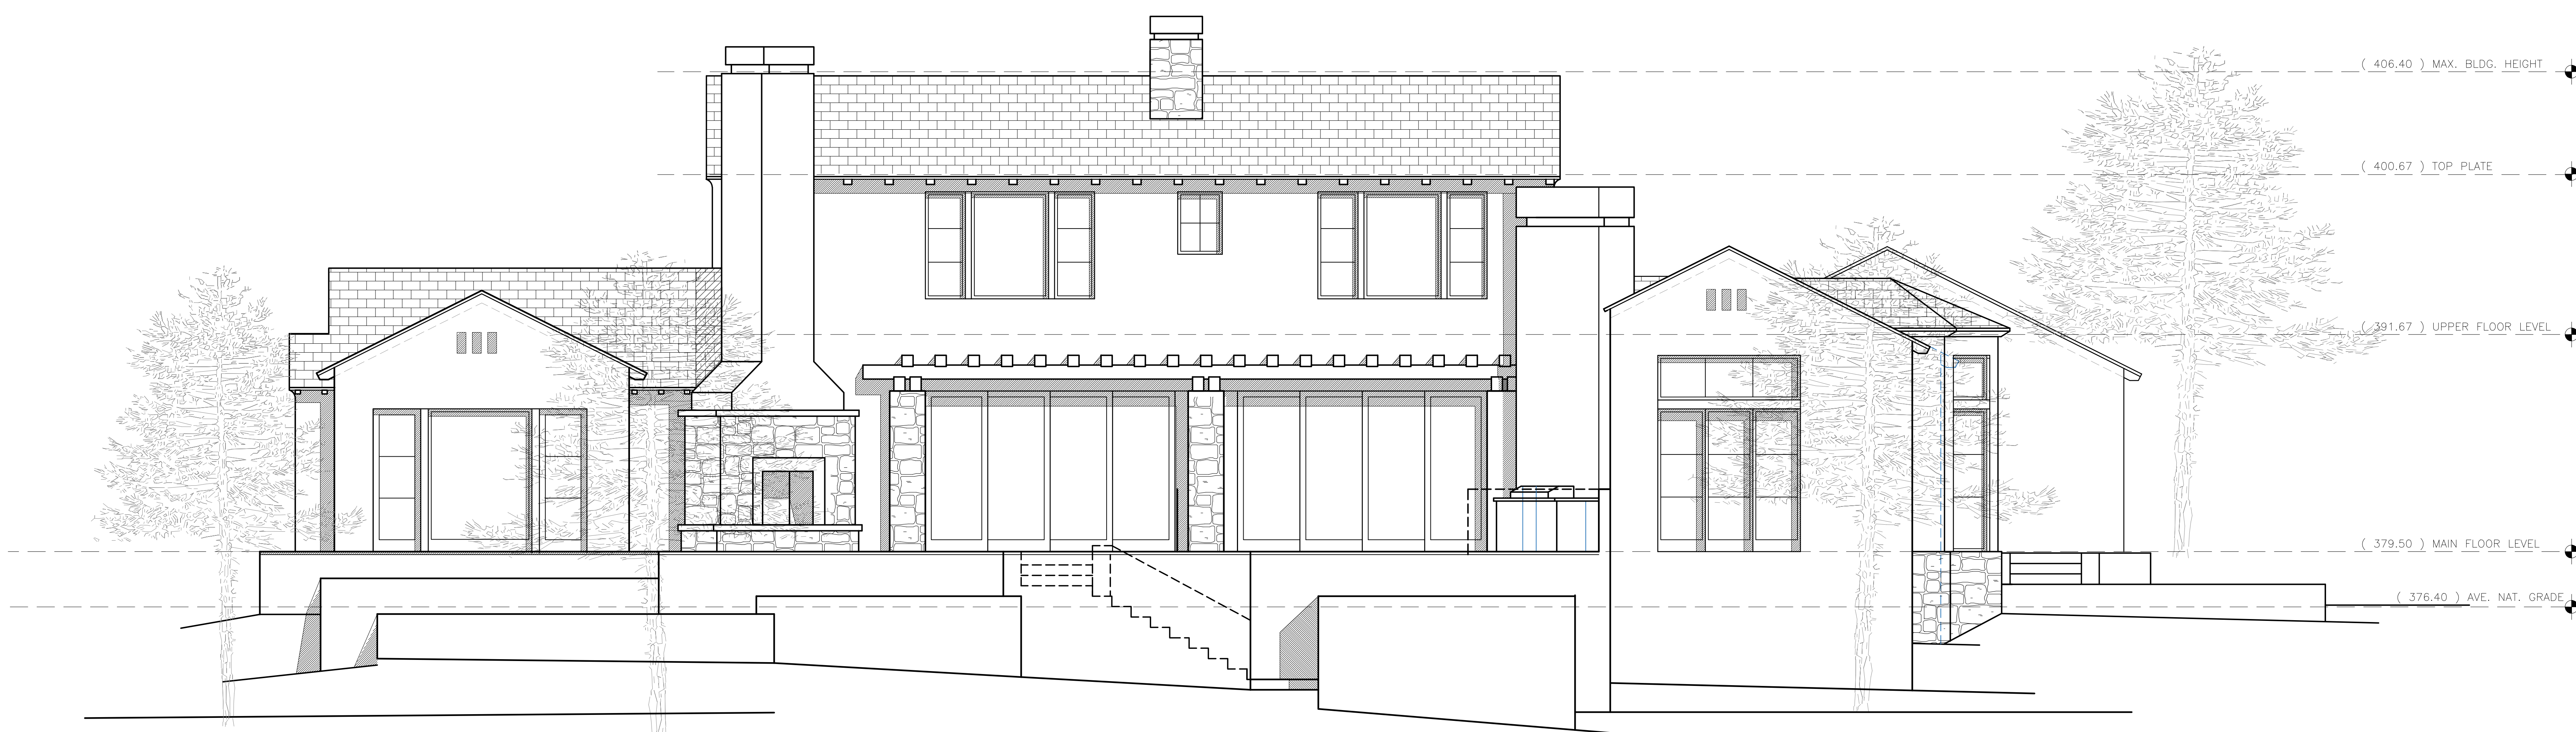 ( 406.40 ) MAX. BLDG. HEIGHT
( 400.67 ) TOP PLATE
( 391.67 ) UPPER FLOOR LEVEL
( 379.50 ) MAIN FLOOR LEVEL
( 376.40 ) AVE. NAT. GRADE